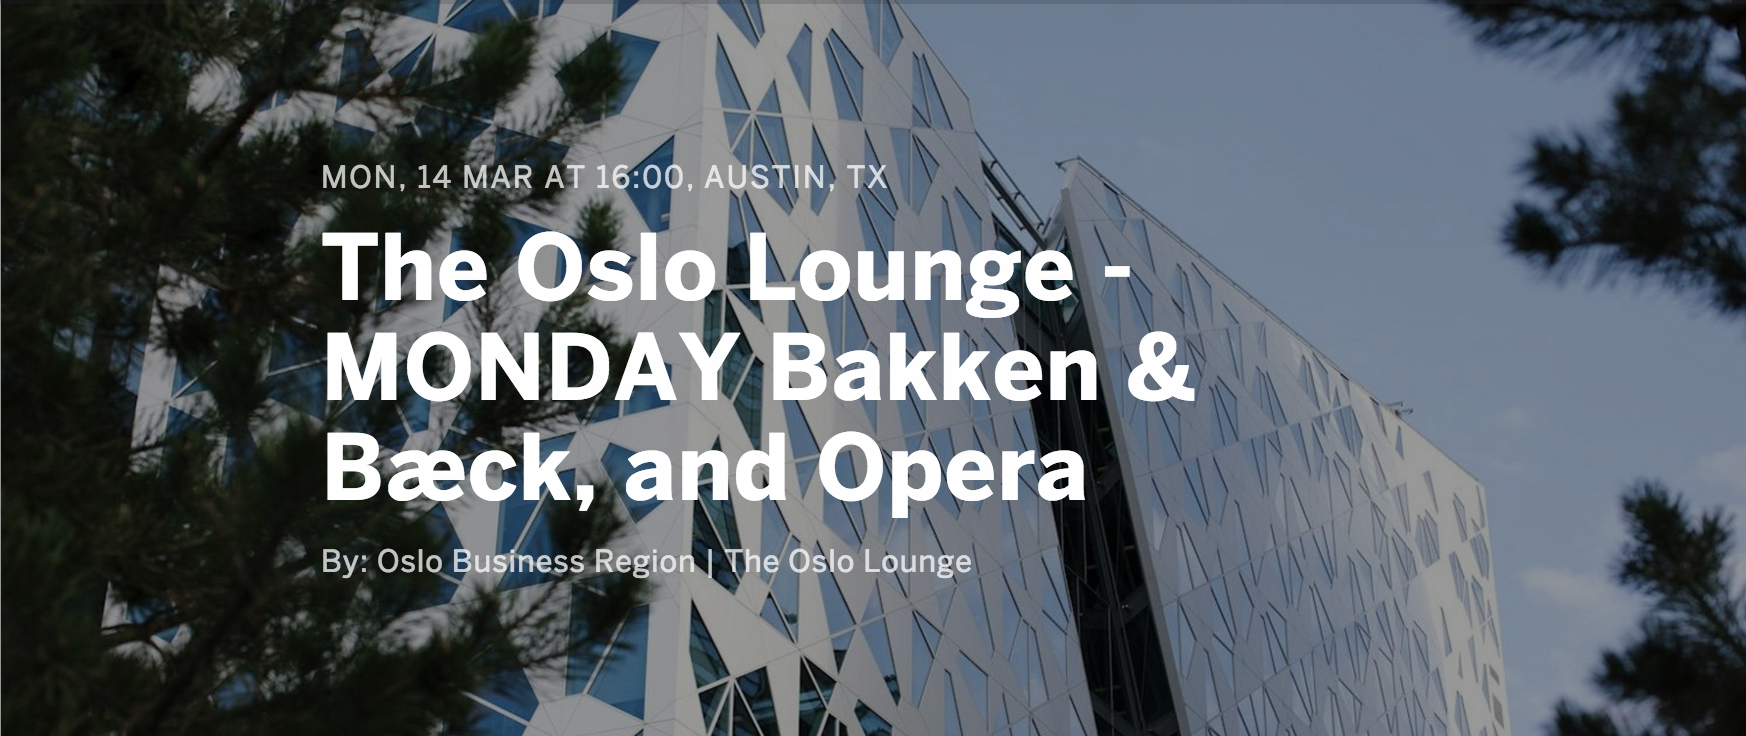 MON, 14 MAR AT 16:00, AUSTIN, TX
The Oslo Lounge -
MONDAY Bakken &
Bæck, and Opera
By: Oslo Business Region | The Oslo Lounge